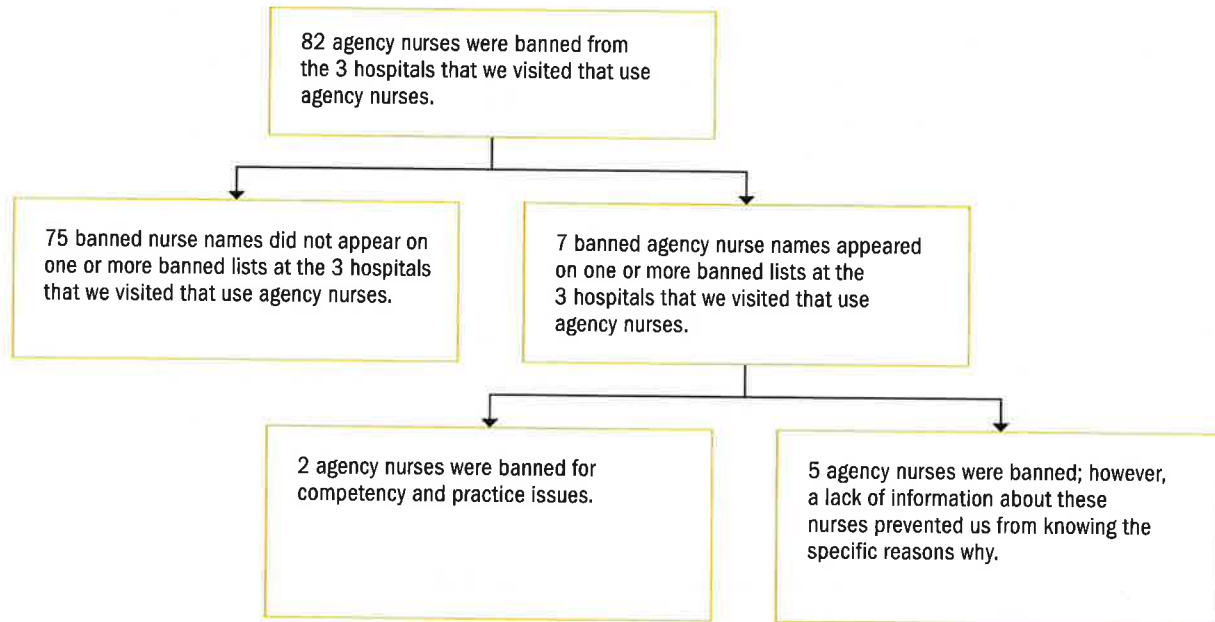 82 agency nurses were banned from
the 3 hospitals that we visited that use
agency nurses.
75 banned nurse names did not appear on
one or more banned lists at the 3 hospitals
that we visited that use agency nurses.
7 banned agency nurse names appeared
on one or more banned lists at the
3 hospitals that we visited that use
agency nurses.
2 agency nurses were banned for
competency and practice issues.
5 agency nurses were banned; however,
a lack of information about these
nurses prevented us from knowing the
specific reasons why.